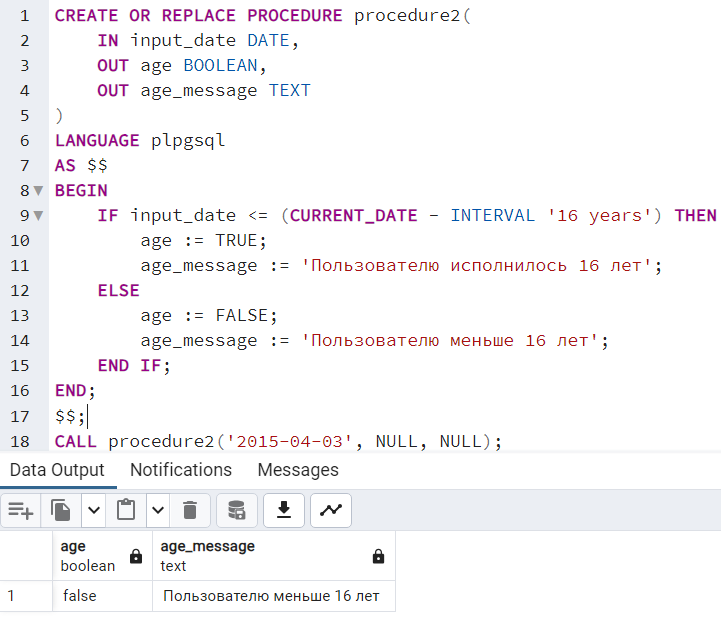 1 CREATE OR REPLACE PROCEDURE procedure2(
2     IN input_date DATE,
3     OUT age BOOLEAN,
4     OUT age_message TEXT
5 )
6 LANGUAGE plpgsql
7 AS $$
8 BEGIN
9     IF input_date <= (CURRENT_DATE - INTERVAL '16 years') THEN
10         age := TRUE;
11         age_message := 'Пользователю исполнилось 16 лет';
12     ELSE
13         age := FALSE;
14         age_message := 'Пользователю меньше 16 лет';
15     END IF;
16 END;
17 $$;
18 CALL procedure2('2015-04-03', NULL, NULL);
Data Output Notifications Messages
age age_message
boolean text
1 false Пользователю меньше 16 лет